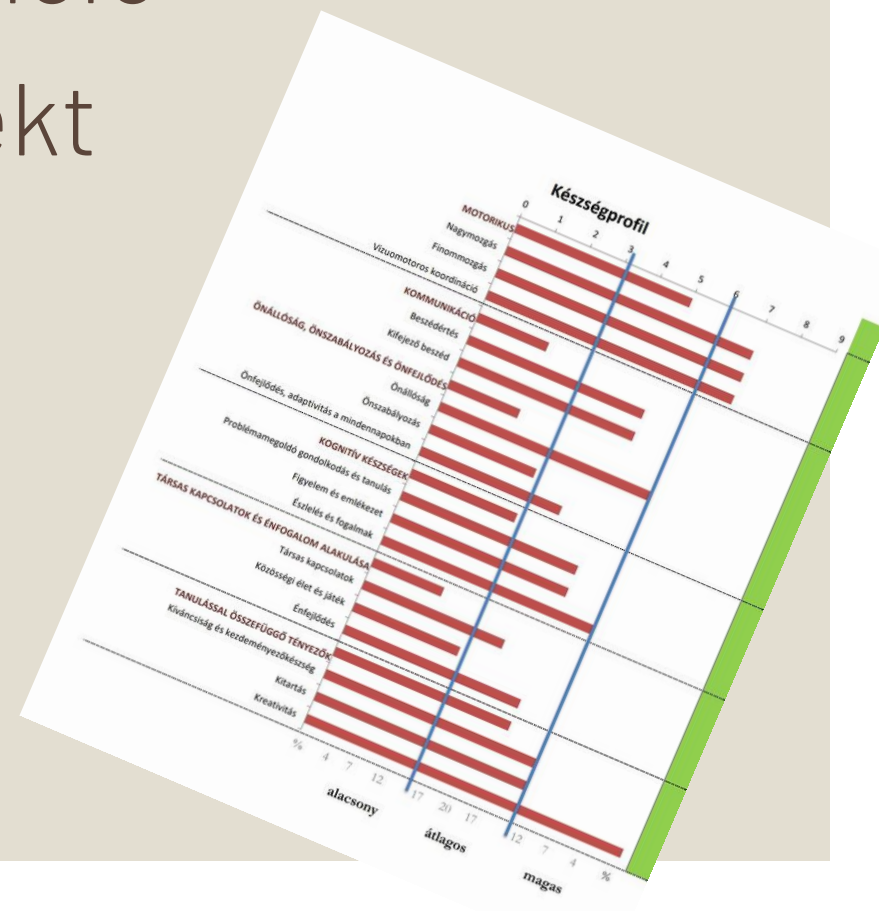 ekt
Készségprofil
0 1 2 3 4 5 6 7 8 9
MOTORIKUS
Nagymozgás
Finommozgás
Vizuomotoros koordináció
KOMMUNIKÁCIÓ
Beszédértés
Kifejező beszéd
ÖNÁLLÓSÁG, ÖNSZABÁLYOZÁS ÉS ÖNFEJLŐDÉS
Önállóság
Önszabályozás
Önfejlődés, adaptivitás a mindennapokban
KOGNITÍV KÉSZSÉGEK
Problémamegoldó gondolkodás és tanulás
Figyelem és emlékezet
Észlelés és fogalmak
TÁRSAS KAPCSOLATOK ÉS ÉNFOGALOM ALAKULÁSA
Társas kapcsolatok
Közösségi élet és játék
Énfejlődés
TANULÁSSAL ÖSSZEFÜGGŐ TÉNYEZŐK
Kíváncsiság és kezdeményezőkészség
Kitartás
Kreativitás
% 4 7 12 17 20 17 12 7 4 %
alacsony átlagos magas